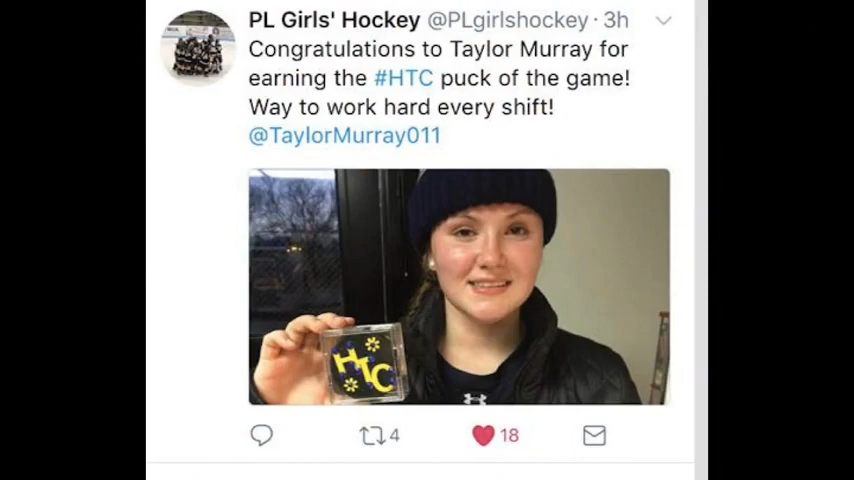 PL Girls' Hockey @PLgirlshockey · 3h
Congratulations to Taylor Murray for
earning the #HTC puck of the game!
Way to work hard every shift!
@TaylorMurray011
HTC
4
18